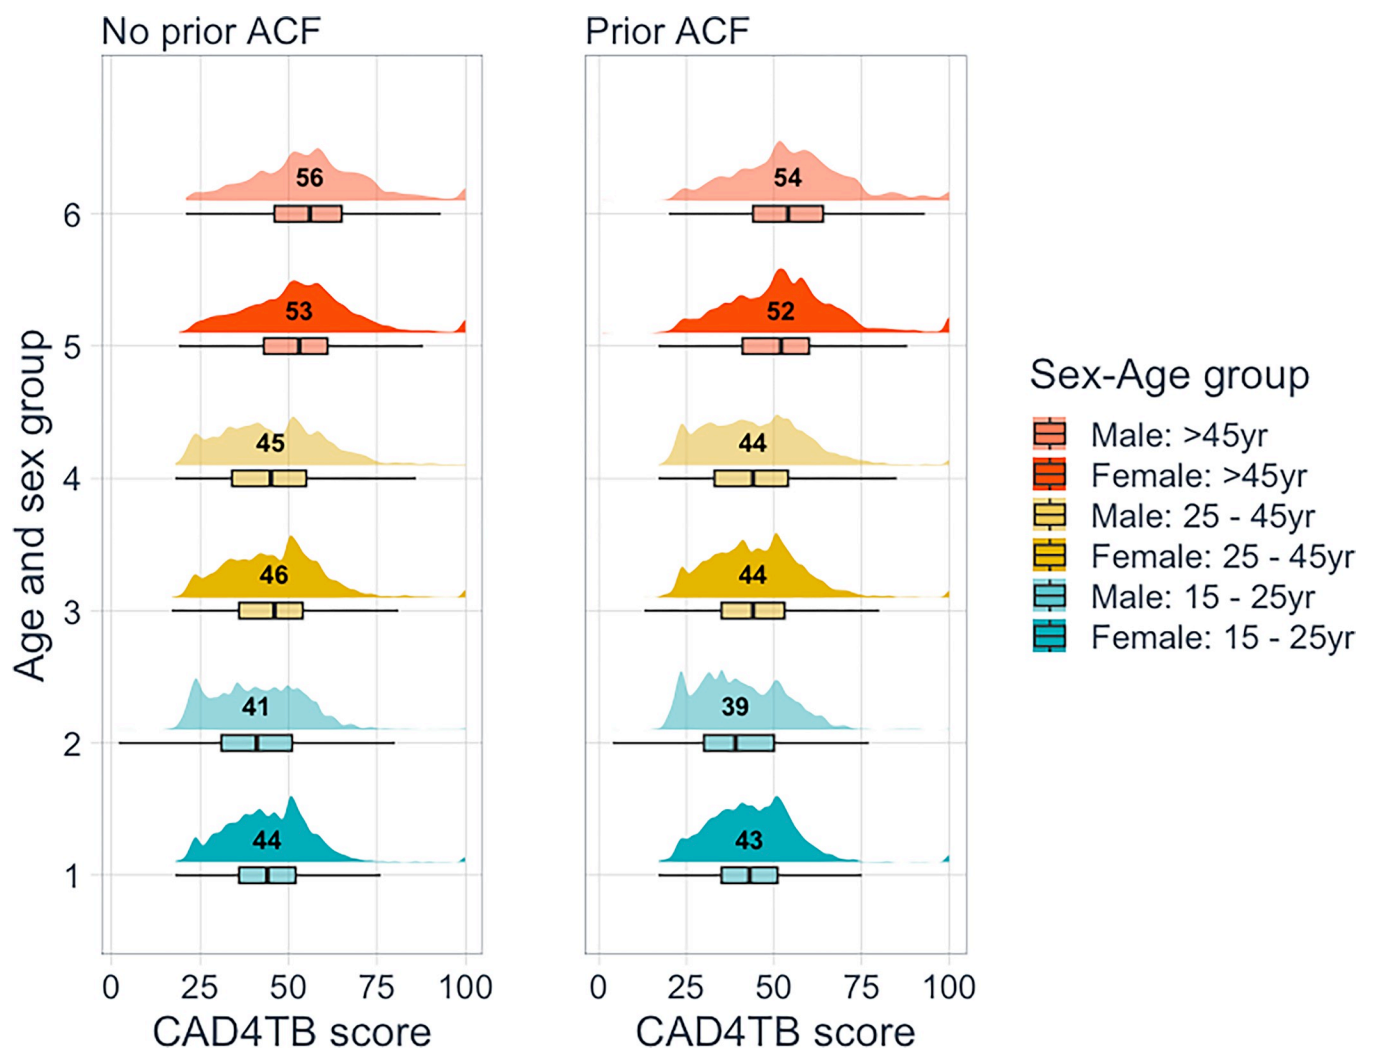 No prior ACF
Prior ACF
Age and sex group
6
5
4
3
2
1
56
53
45
46
41
44
54
52
44
44
39
43
0 25 50 75 100
0 25 50 75 100
CAD4TB score
CAD4TB score
Sex-Age group
Male: >45yr
Female: >45yr
Male: 25 - 45yr
Female: 25 - 45yr
Male: 15 - 25yr
Female: 15 - 25yr